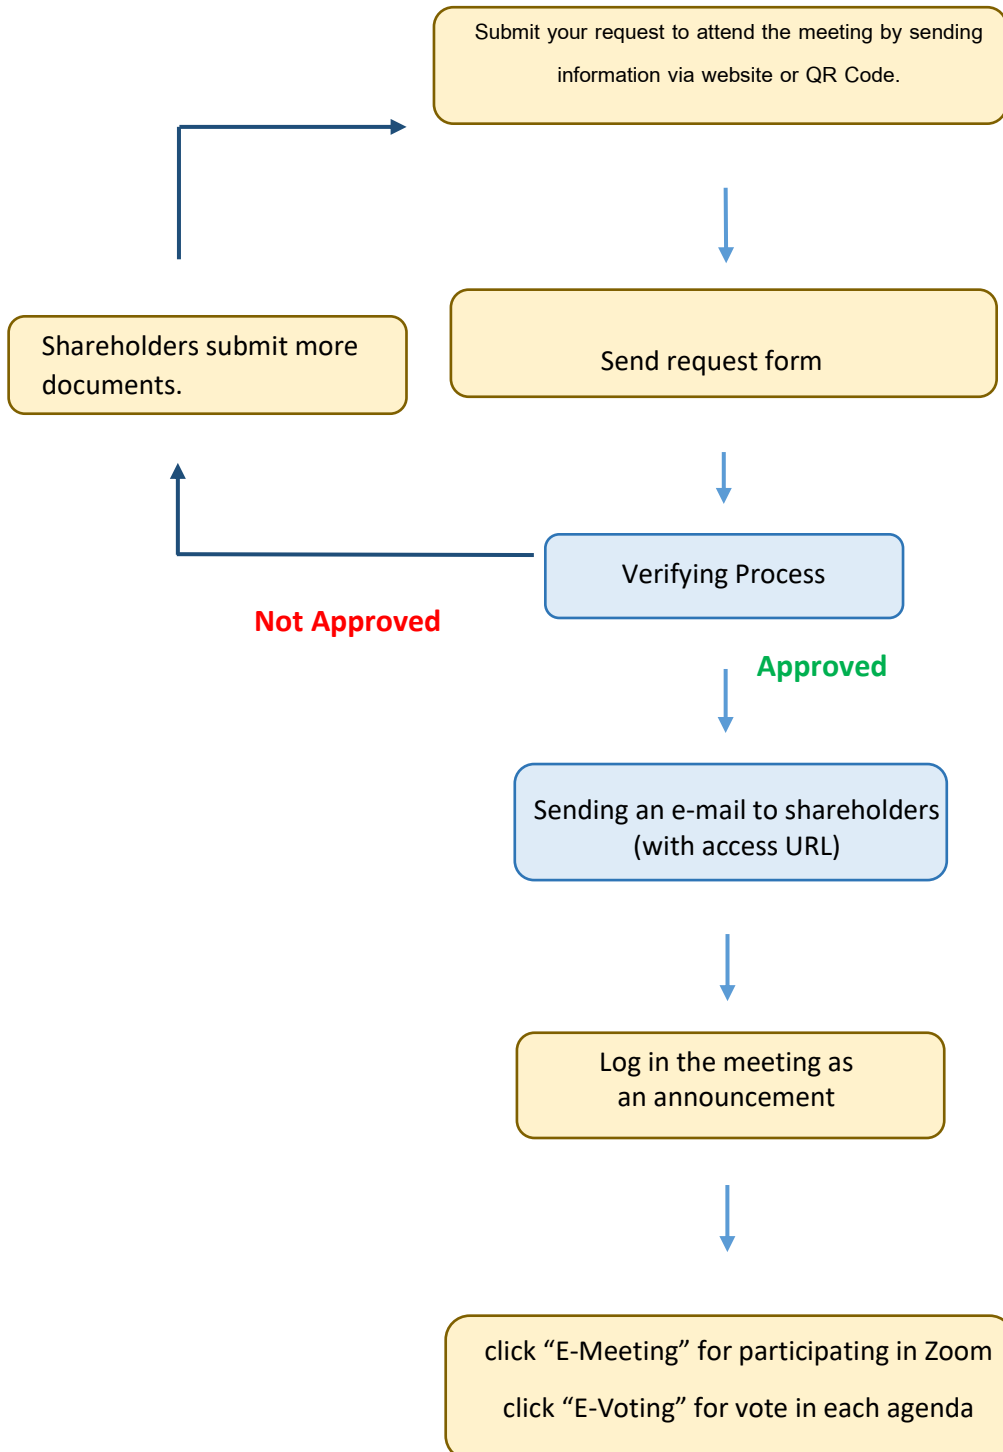 Submit your request to attend the meeting by sending
information via website or QR Code.
Shareholders submit more
documents.
Send request form
Verifying Process
Not Approved
Approved
Sending an e-mail to shareholders
(with access URL)
Log in the meeting as
an announcement
click “E-Meeting” for participating in Zoom
click “E-Voting” for vote in each agenda